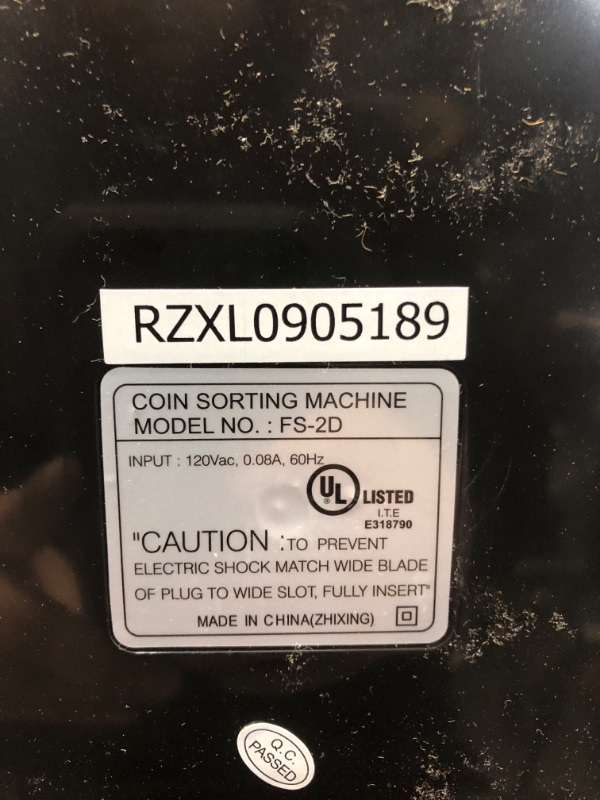 RZXL0905189
COIN SORTING MACHINE
MODEL NO. : FS-2D
INPUT : 120Vac, 0.08A, 60Hz
UL LISTED
I.T.E
E318790
"CAUTION :TO PREVENT
ELECTRIC SHOCK MATCH WIDE BLADE
OF PLUG TO WIDE SLOT, FULLY INSERT"
MADE IN CHINA(ZHIXING)
Q.C.
PASSED